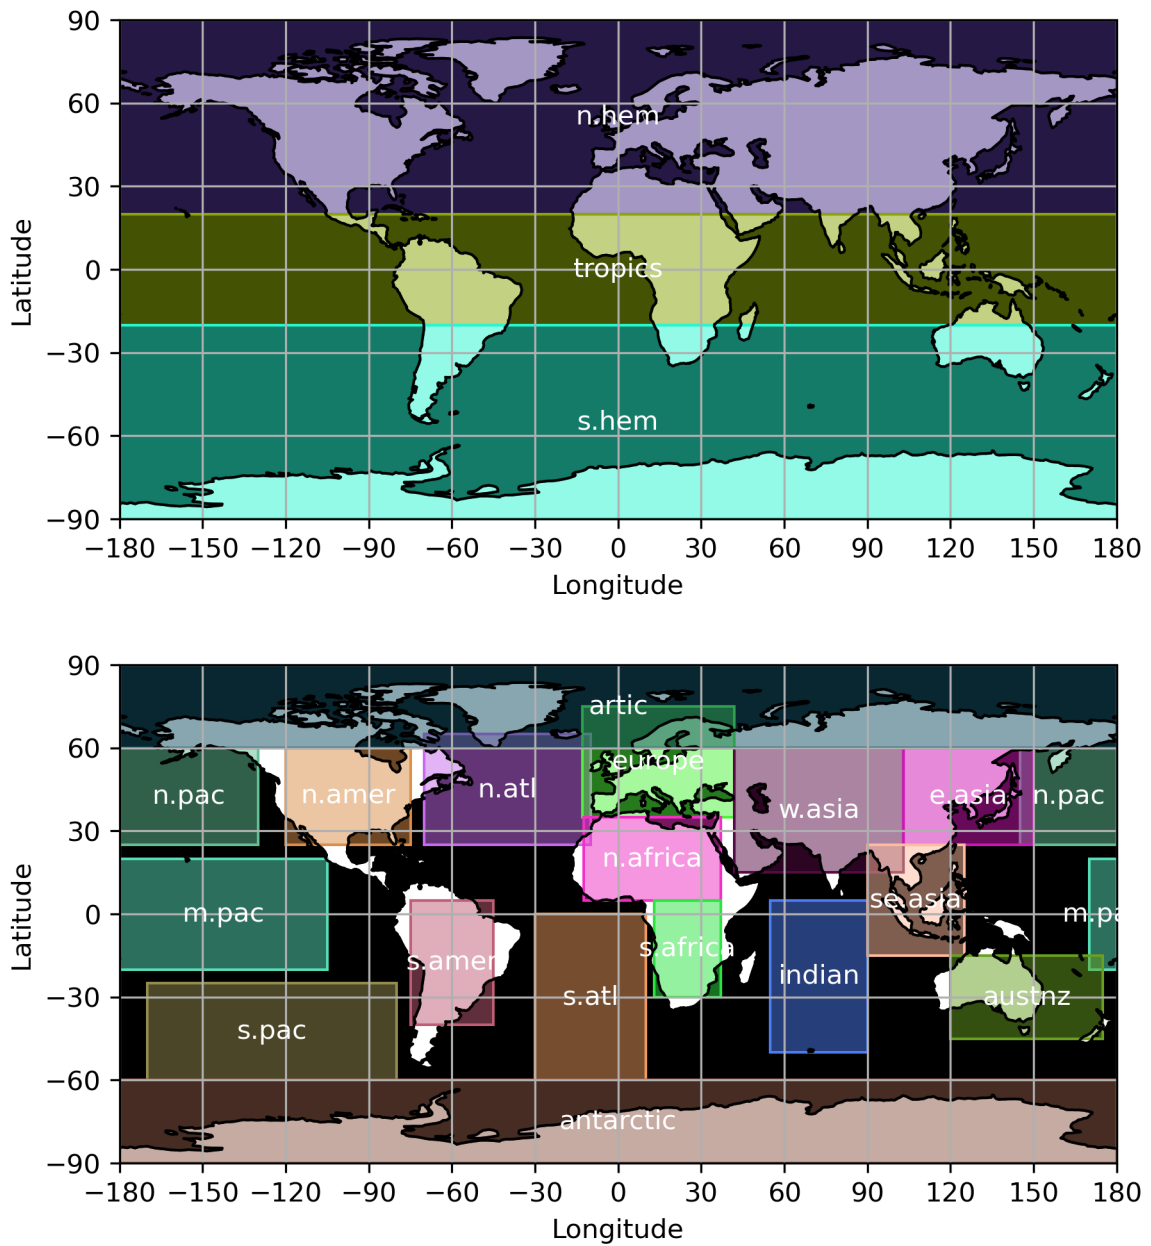 90
60
30
0
−30
−60
−90
Latitude
n.hem
tropics
s.hem
−180 −150 −120 −90 −60 −30 0 30 60 90 120 150 180
Longitude
90
60
30
0
−30
−60
−90
Latitude
artic
europe
n.pac n.amer n.atl w.asia e.asia n.pac
n.africa
m.pac se.asia m.pa
s.amer s.africa
indian
s.atl austnz
s.pac
antarctic
−180 −150 −120 −90 −60 −30 0 30 60 90 120 150 180
Longitude